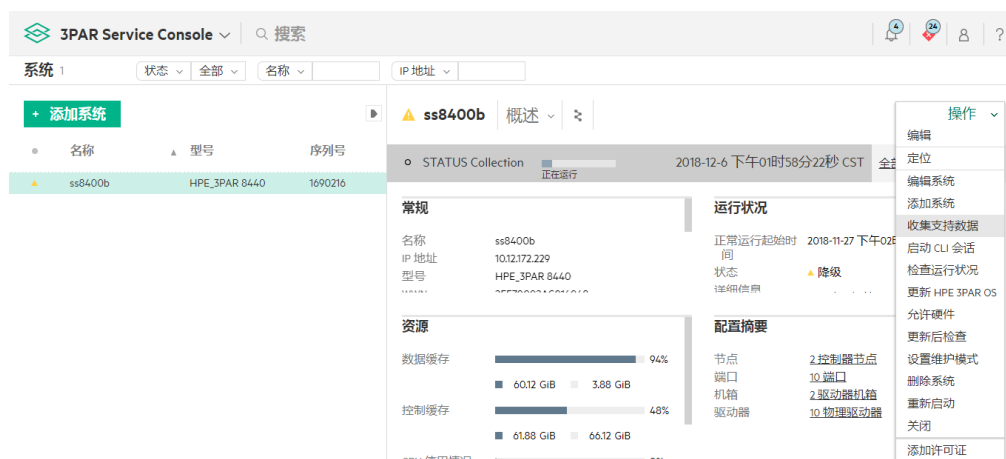 3PAR Service Console 搜索 4 24 ?
系统 1 状态 全部 名称 IP 地址
+ 添加系统
名称 型号 序列号
ss8400b HPE_3PAR 8440 1690216
ss8400b 概述
STATUS Collection 正在运行 2018-12-6 下午01时58分22秒 CST
常规
名称 ss8400b
IP 地址 10.12.172.229
型号 HPE_3PAR 8440
运行状况
正常运行起始时间 2018-11-27 下午02
状态 降级
详细信息
资源
数据缓存 94%
60.12 GiB 3.88 GiB
控制缓存 48%
61.88 GiB 66.12 GiB
配置摘要
节点 2 控制器节点
端口 10 端口
机箱 2 驱动器机箱
驱动器 10 物理驱动器
操作
编辑
定位
编辑系统
添加系统
收集支持数据
启动 CLI 会话
检查运行状况
更新 HPE 3PAR OS
允许硬件
更新后检查
设置维护模式
删除系统
重新启动
关闭
添加许可证